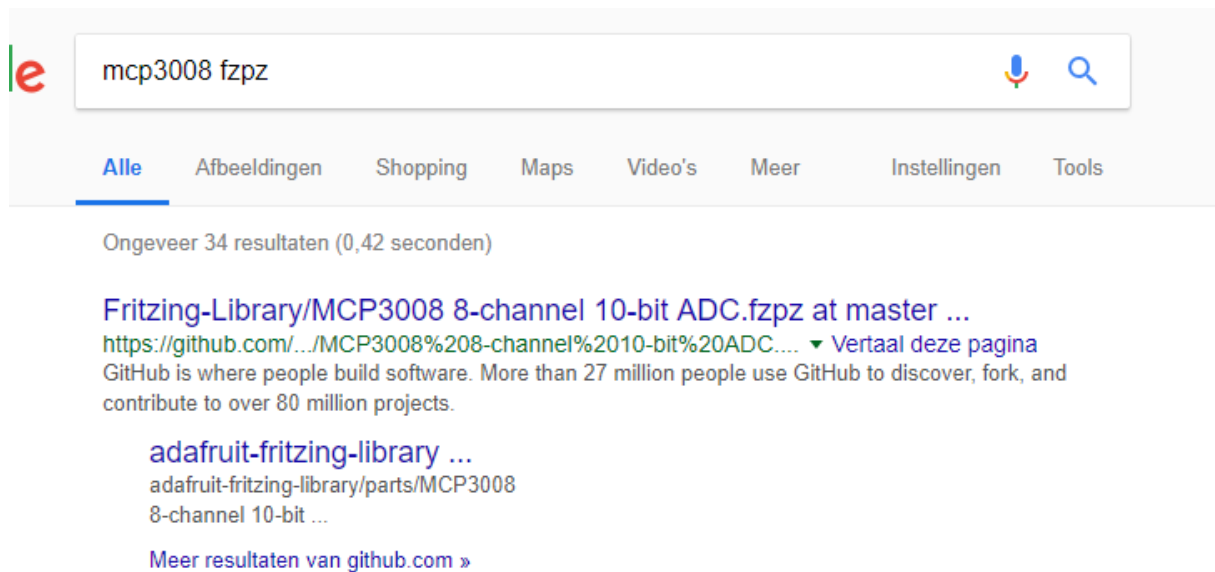 le
mcp3008 fzpz
Alle Afbeeldingen Shopping Maps Video's Meer Instellingen Tools
Ongeveer 34 resultaten (0,42 seconden)
Fritzing-Library/MCP3008 8-channel 10-bit ADC.fzpz at master ...
https://github.com/.../MCP3008%208-channel%2010-bit%20ADC.... ▼ Vertaal deze pagina
GitHub is where people build software. More than 27 million people use GitHub to discover, fork, and
contribute to over 80 million projects.
adafruit-fritzing-library ...
adafruit-fritzing-library/parts/MCP3008
8-channel 10-bit ...
Meer resultaten van github.com »